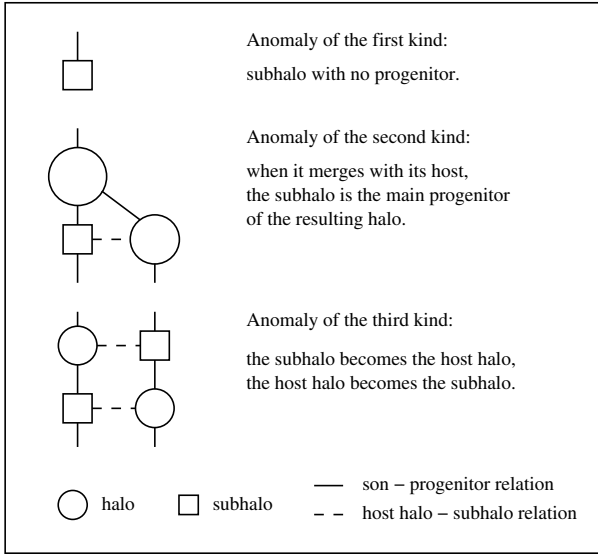 Anomaly of the first kind:
subhalo with no progenitor.
Anomaly of the second kind:
when it merges with its host,
the subhalo is the main progenitor
of the resulting halo.
Anomaly of the third kind:
the subhalo becomes the host halo,
the host halo becomes the subhalo.
halo
subhalo
son − progenitor relation
host halo − subhalo relation